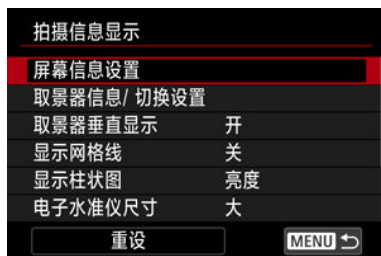 拍摄信息显示
屏幕信息设置
取景器信息/ 切换设置
取景器垂直显示 开
显示网格线 关
显示柱状图 亮度
电子水准仪尺寸 大
重设 MENU